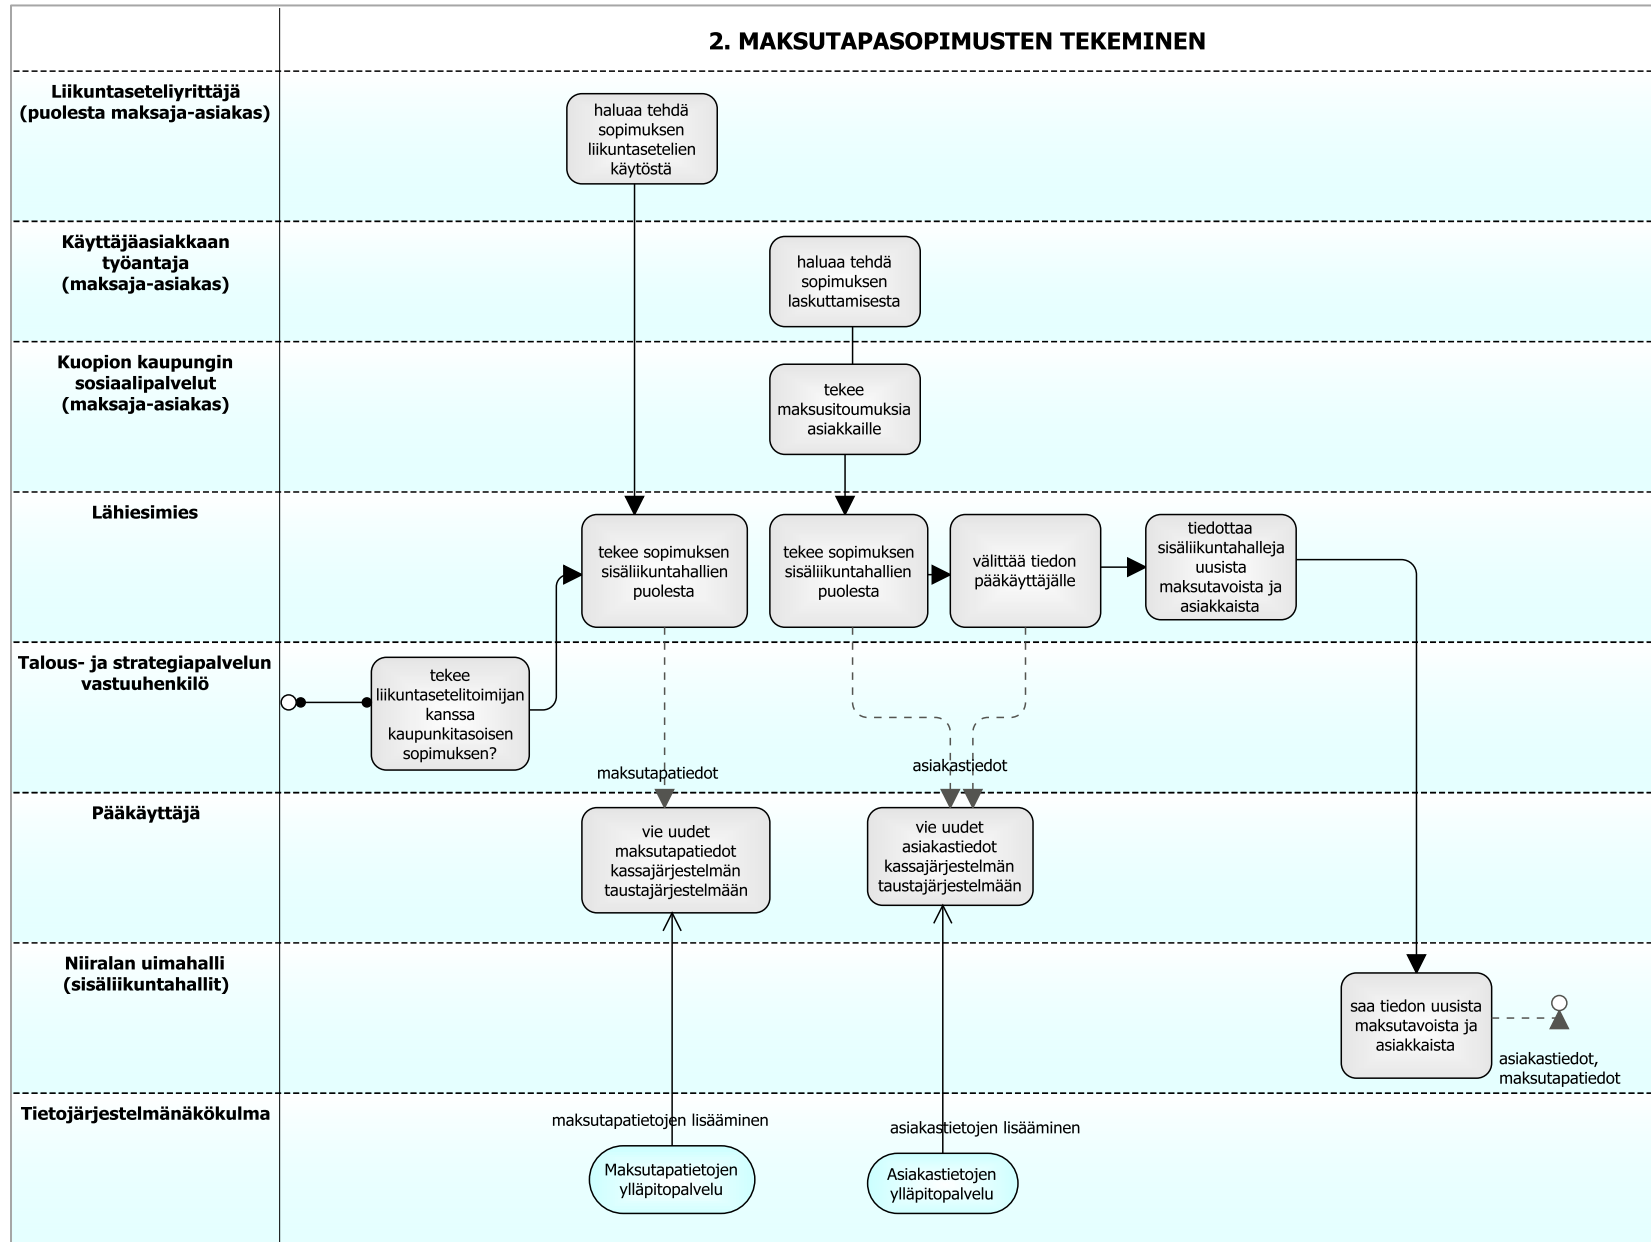 2. MAKSUTAPASOPIMUSTEN TEKEMINEN
Liikuntaseteliyrittäjä
(puolesta maksaja-asiakas)
haluaa tehdä
sopimuksen
liikuntasetelien
käytöstä
Käyttäjäasiakkaan
työantaja
(maksaja-asiakas)
haluaa tehdä
sopimuksen
laskuttamisesta
Kuopion kaupungin
sosiaalipalvelut
(maksaja-asiakas)
tekee
maksusitoumuksia
asiakkaille
Lähiesimies
tekee sopimuksen
sisäliikuntahallien
puolesta
tekee sopimuksen
sisäliikuntahallien
puolesta
välittää tiedon
pääkäyttäjälle
tiedottaa
sisäliikuntahalleja
uusista
maksutavoista ja
asiakkaista
Talous- ja strategiapalvelun
vastuuhenkilö
tekee
liikuntasetelitoimijan
kanssa
kaupunkitasoisen
sopimuksen?
maksutapatiedot
asiakastiedot
Pääkäyttäjä
vie uudet
maksutapatiedot
kassajärjestelmän
taustajärjestelmään
vie uudet
asiakastiedot
kassajärjestelmän
taustajärjestelmään
Niiralan uimahalli
(sisäliikuntahallit)
saa tiedon uusista
maksutavoista ja
asiakkaista
asiakastiedot,
maksutapatiedot
Tietojärjestelmänäkökulma
maksutapatietojen lisääminen
asiakastietojen lisääminen
Maksutapatietojen
ylläpitopalvelu
Asiakastietojen
ylläpitopalvelu